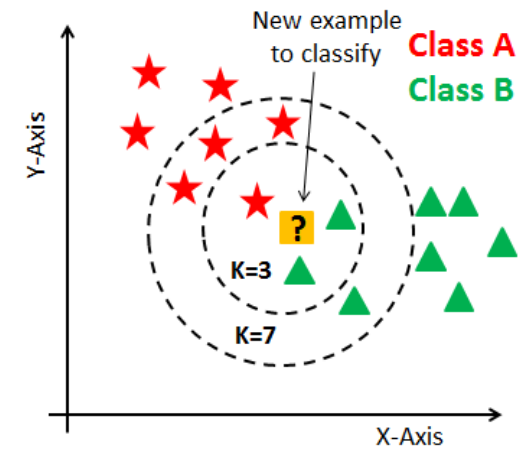 New example
to classify
Class A
Class B
Y-Axis
?
K=3
K=7
X-Axis